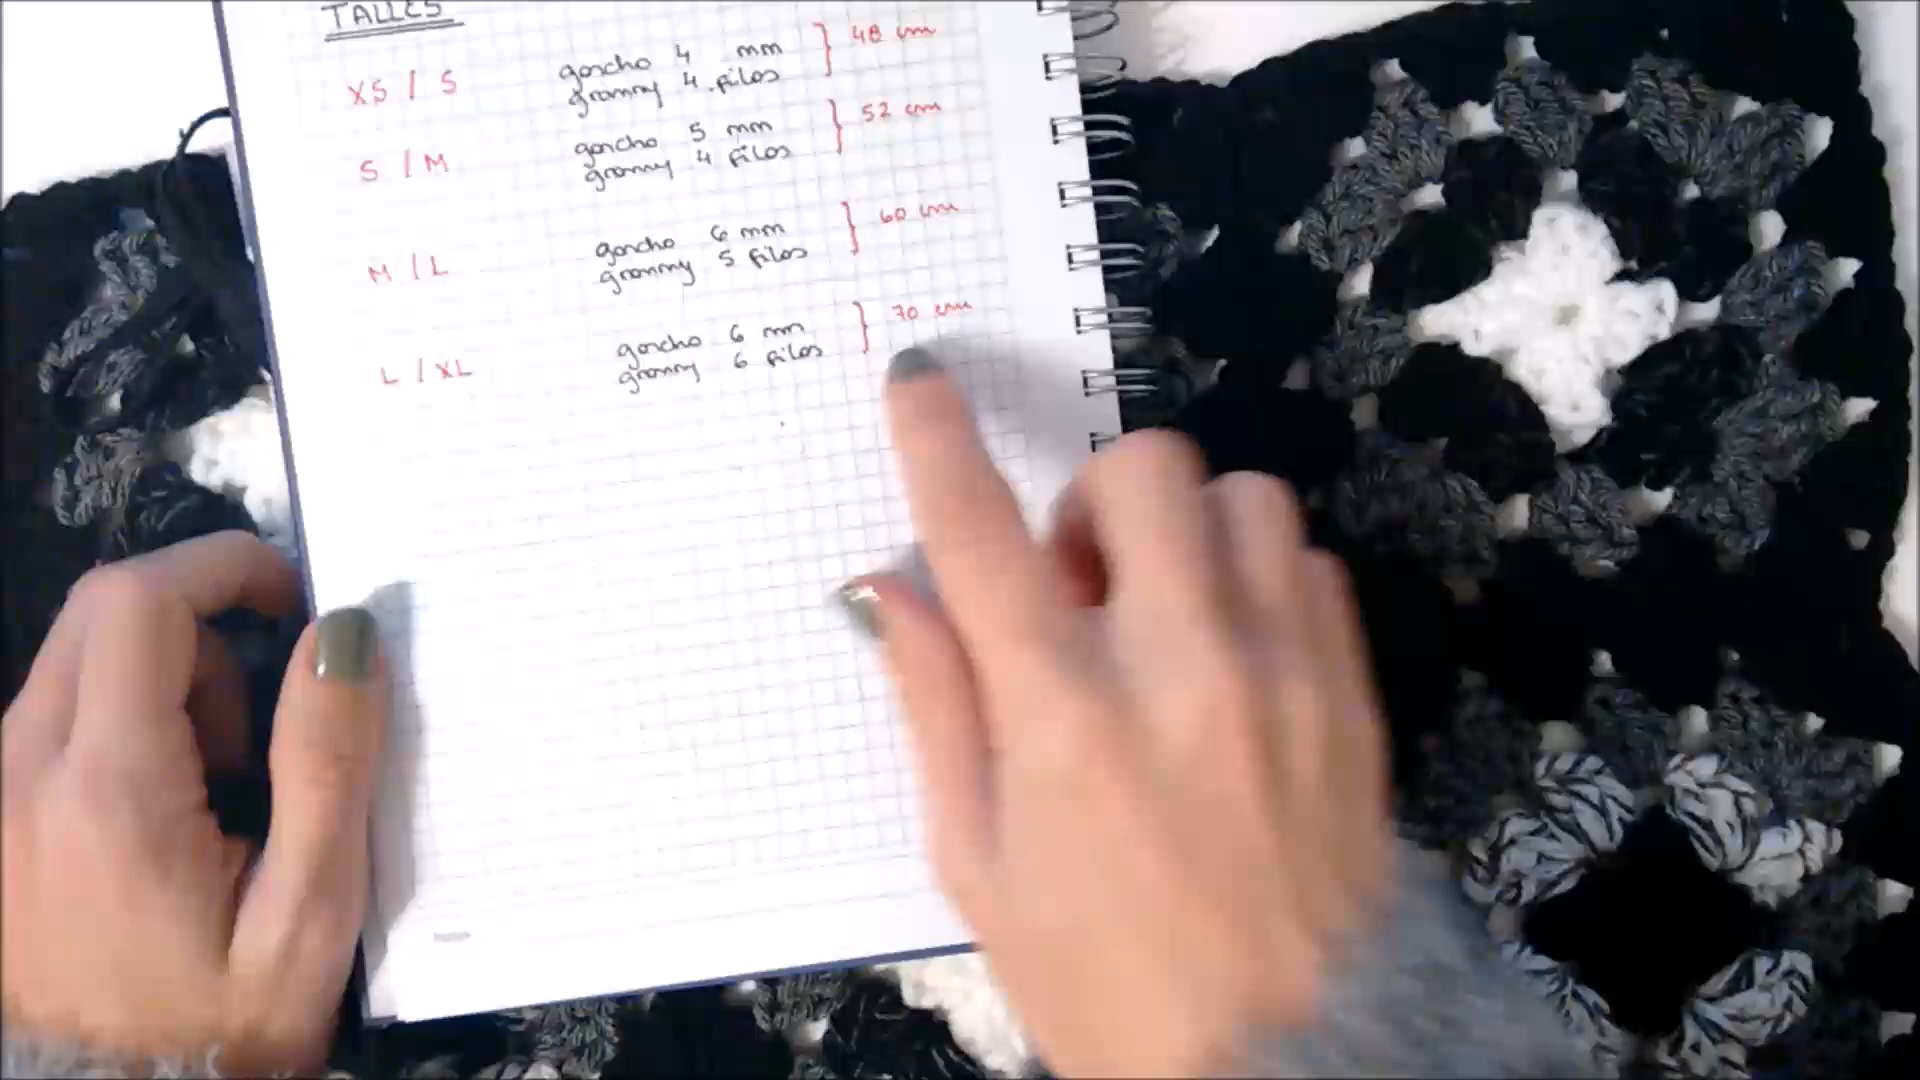 TALLES
XS / S
gancho 4 mm
granny 4 filas
48 cm
S / M
gancho 5 mm
granny 4 filas
52 cm
M / L
gancho 6 mm
granny 5 filas
60 cm
L / XL
gancho 6 mm
granny 6 filas
70 cm